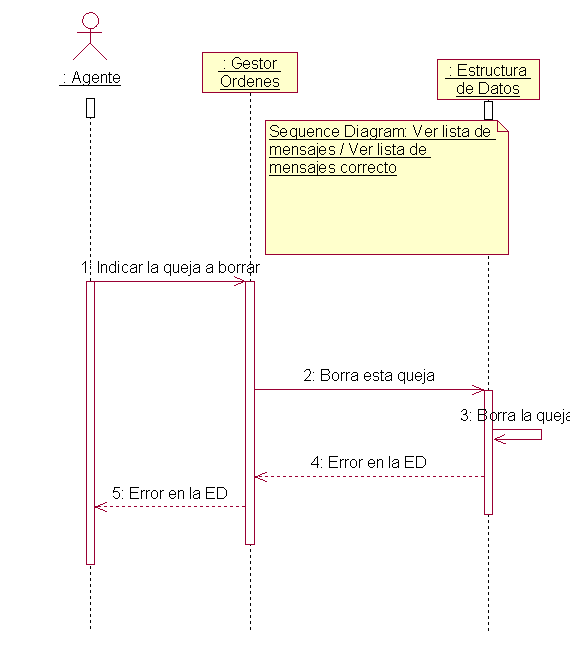 : Agente
: Gestor
Ordenes
: Estructura
de Datos
Sequence Diagram: Ver lista de
mensajes / Ver lista de
mensajes correcto
1: Indicar la queja a borrar
2: Borra esta queja
3: Borra la queja
4: Error en la ED
5: Error en la ED